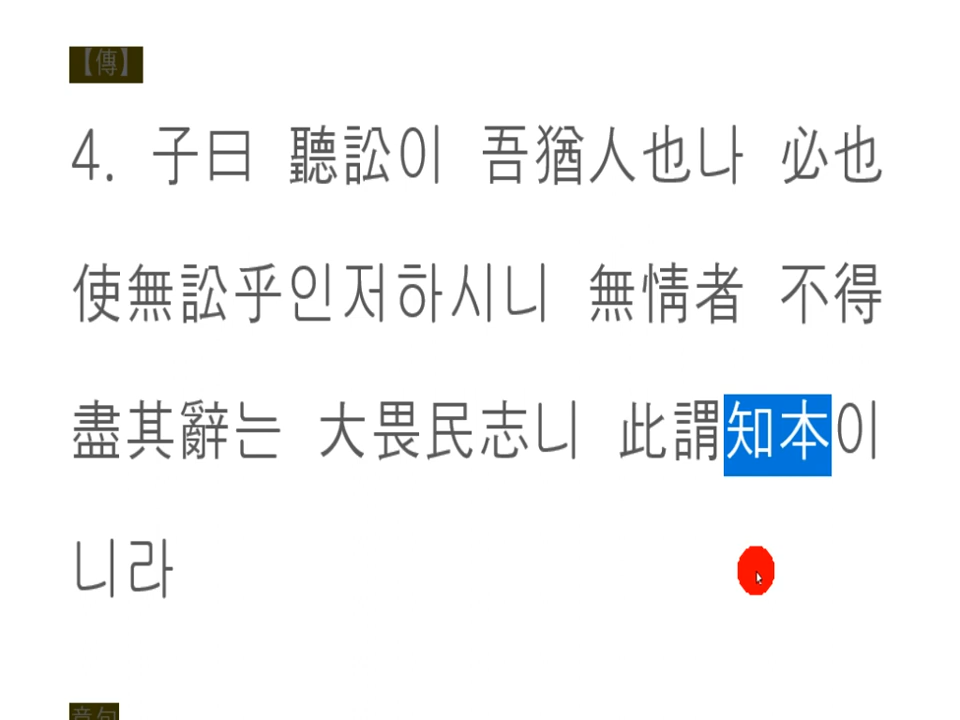 【傳】
4. 子曰 聽訟이 吾猶人也나 必也
使無訟乎인저하시니 無情者 不得
盡其辭는 大畏民志니 此謂知本이
니라
章句